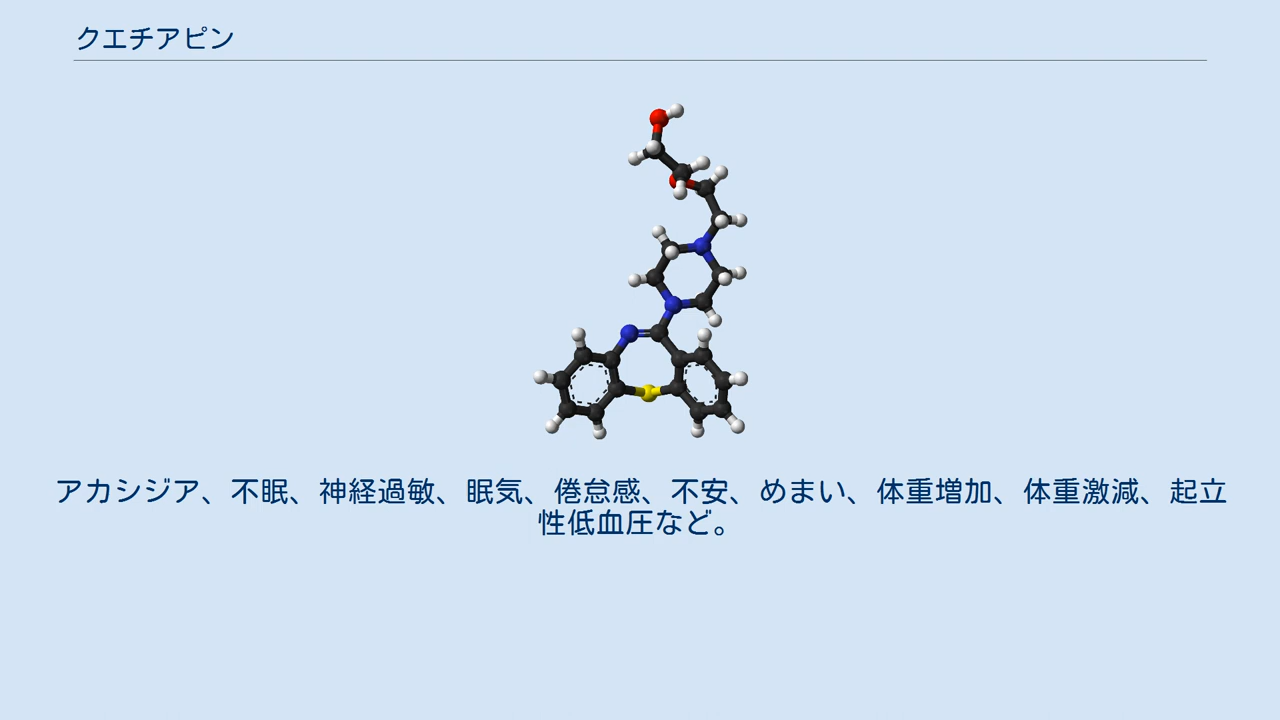 クエチアピン
アカシジア、不眠、神経過敏、眠気、倦怠感、不安、めまい、体重増加、体重激減、起立
性低血圧など。